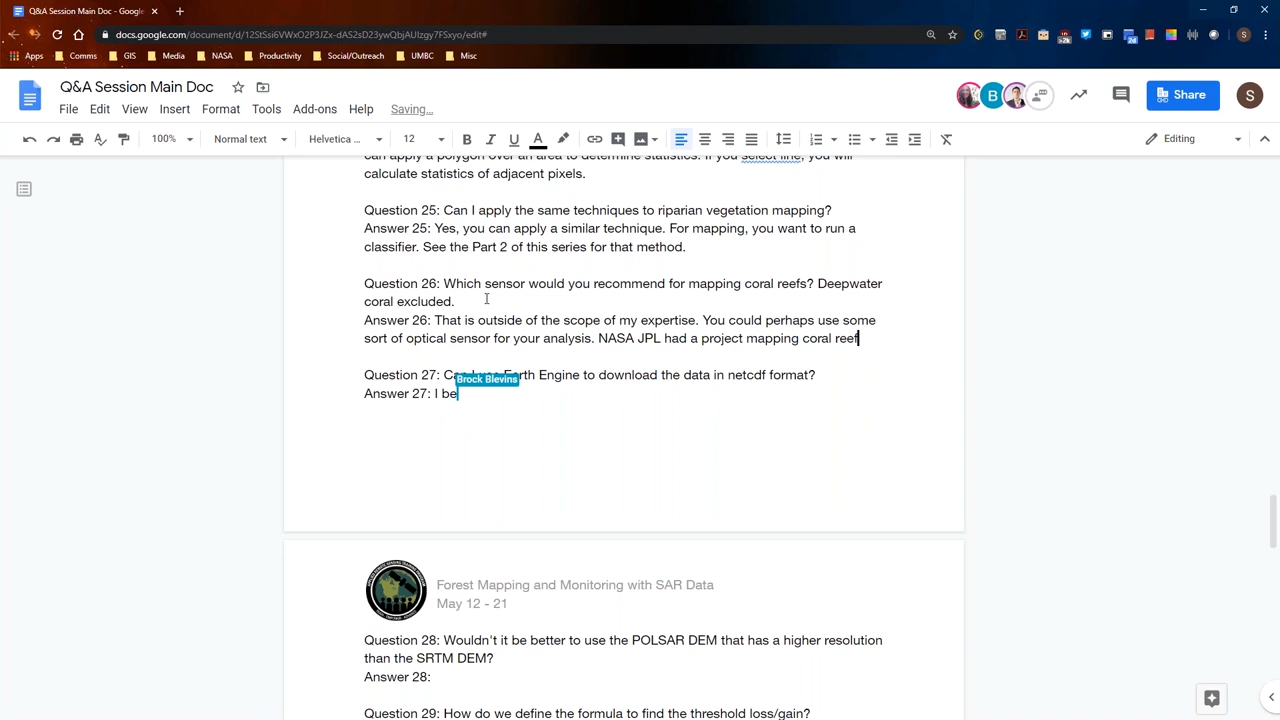 Q&A Session Main Doc - Google
docs.google.com/document/d/12StSsi6VWxO2P3JZx-dAS2sD23ywQbjAUIzgy7FSxyo/edit#
Apps Comms GIS Media NASA Productivity Social/Outreach UMBC Misc
Q&A Session Main Doc
File Edit View Insert Format Tools Add-ons Help Saving...
B Share S
100% Normal text Helvetica ... 12 B I U A Editing
can apply a polygon over an area to determine statistics. If you select line, you will
calculate statistics of adjacent pixels.
Question 25: Can I apply the same techniques to riparian vegetation mapping?
Answer 25: Yes, you can apply a similar technique. For mapping, you want to run a
classifier. See the Part 2 of this series for that method.
Question 26: Which sensor would you recommend for mapping coral reefs? Deepwater
coral excluded.
Answer 26: That is outside of the scope of my expertise. You could perhaps use some
sort of optical sensor for your analysis. NASA JPL had a project mapping coral reef
Question 27: Earth Engine to download the data in netcdf format?
Brock Blevins
Answer 27: I be
Forest Mapping and Monitoring with SAR Data
May 12 - 21
Question 28: Wouldn't it be better to use the POLSAR DEM that has a higher resolution
than the SRTM DEM?
Answer 28:
Question 29: How do we define the formula to find the threshold loss/gain?